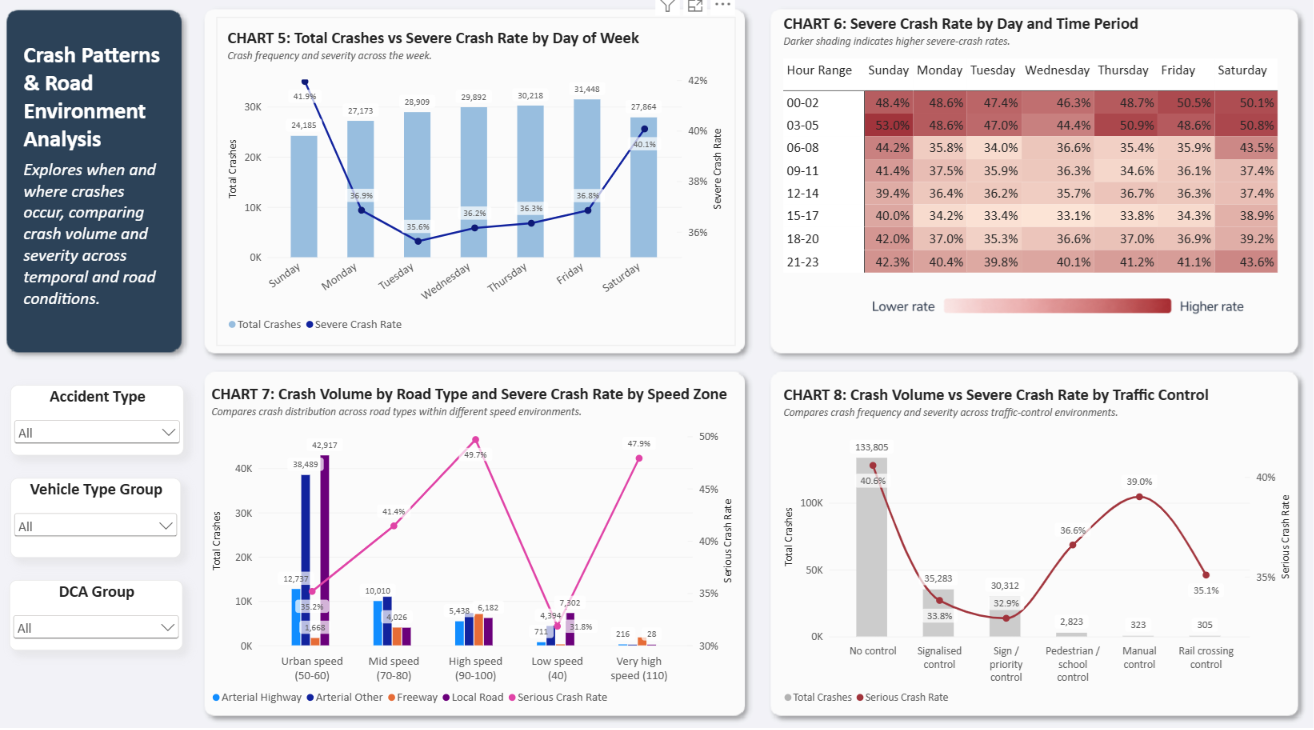 Crash Patterns
& Road
Environment
Analysis
Explores when and
where crashes
occur, comparing
crash volume and
severity across
temporal and road
conditions.
Accident Type
All
Vehicle Type Group
All
DCA Group
All
CHART 5: Total Crashes vs Severe Crash Rate by Day of Week
Crash frequency and severity across the week.
Total Crashes
30K
20K
10K
0K
24,185
27,173
28,909
29,892
30,218
31,448
27,864
41.9%
36.9%
35.6%
36.2%
36.3%
36.8%
40.1%
42%
40%
38%
36%
Severe Crash Rate
Sunday
Monday
Tuesday
Wednesday
Thursday
Friday
Saturday
Total Crashes Severe Crash Rate
CHART 6: Severe Crash Rate by Day and Time Period
Darker shading indicates higher severe-crash rates.
Hour Range Sunday Monday Tuesday Wednesday Thursday Friday Saturday
00-02 48.4% 48.6% 47.4% 46.3% 48.7% 50.5% 50.1%
03-05 53.0% 48.6% 47.0% 44.4% 50.9% 48.6% 50.8%
06-08 44.2% 35.8% 34.0% 36.6% 35.4% 35.9% 43.5%
09-11 41.4% 37.5% 35.9% 36.3% 34.6% 36.1% 37.4%
12-14 39.4% 36.4% 36.2% 35.7% 36.7% 36.3% 37.4%
15-17 40.0% 34.2% 33.4% 33.1% 33.8% 34.3% 38.9%
18-20 42.0% 37.0% 35.3% 36.6% 37.0% 36.9% 39.2%
21-23 42.3% 40.4% 39.8% 40.1% 41.2% 41.1% 43.6%
Lower rate Higher rate
CHART 7: Crash Volume by Road Type and Severe Crash Rate by Speed Zone
Compares crash distribution across road types within different speed environments.
Total Crashes
40K
30K
20K
10K
0K
12,737
38,489
1,668
42,917
10,010
4,026
5,438
6,182
711
4,394
7,302
216
28
35.2%
41.4%
49.7%
31.8%
47.9%
50%
45%
40%
35%
30%
Serious Crash Rate
Urban speed
(50-60)
Mid speed
(70-80)
High speed
(90-100)
Low speed
(40)
Very high
speed (110)
Arterial Highway Arterial Other Freeway Local Road Serious Crash Rate
CHART 8: Crash Volume vs Severe Crash Rate by Traffic Control
Compares crash frequency and severity across traffic-control environments.
Total Crashes
100K
50K
0K
133,805
35,283
30,312
2,823
323
305
40.6%
33.8%
32.9%
36.6%
39.0%
35.1%
40%
35%
Serious Crash Rate
No control
Signalised
control
Sign /
priority
control
Pedestrian /
school
control
Manual
control
Rail crossing
control
Total Crashes Serious Crash Rate